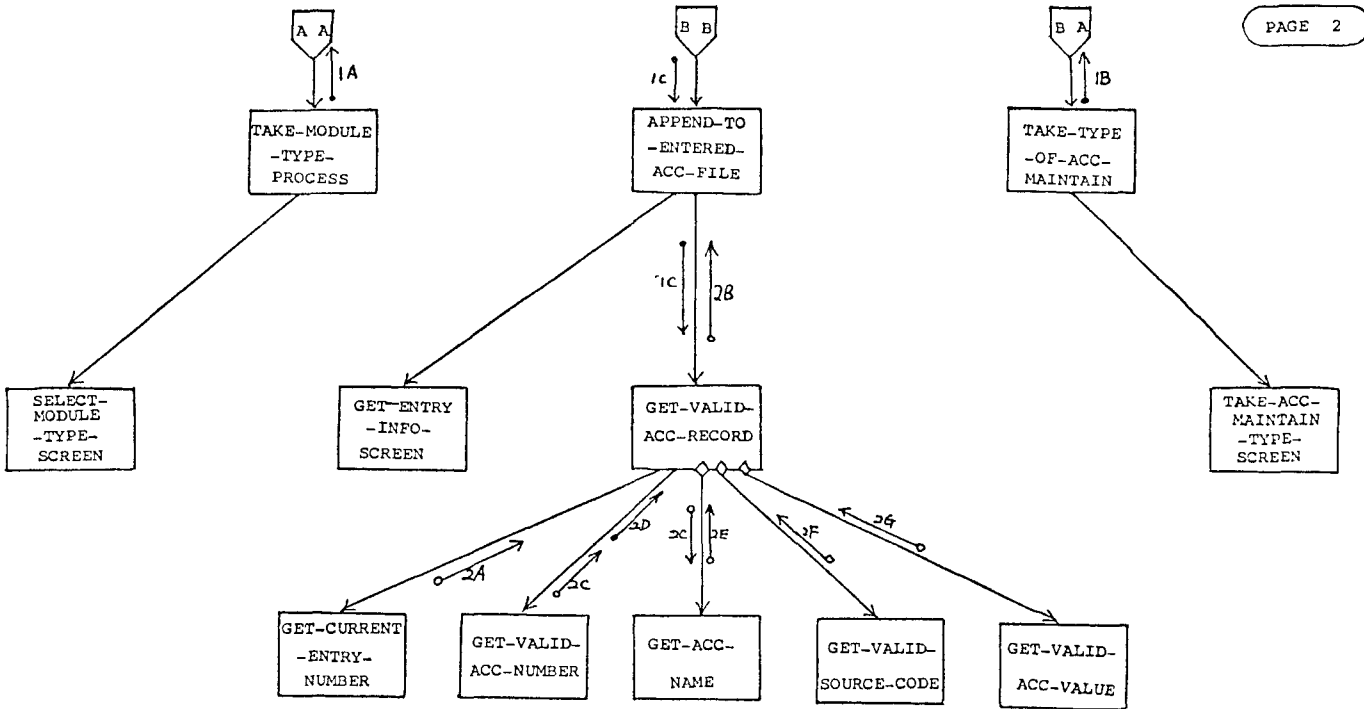 A A
B B
B A
PAGE 2
1A
1C
1B
TAKE-MODULE
-TYPE-
PROCESS
APPEND-TO
-ENTERED-
ACC-FILE
TAKE-TYPE
-OF-ACC-
MAINTAIN
1C
2B
SELECT-
MODULE
-TYPE-
SCREEN
GET-ENTRY
-INFO-
SCREEN
GET-VALID-
ACC-RECORD
TAKE-ACC-
MAINTAIN
-TYPE-
SCREEN
2A
2C
2D
2C
2E
2F
2G
GET-CURRENT
-ENTRY-
NUMBER
GET-VALID-
ACC-NUMBER
GET-ACC-
NAME
GET-VALID-
SOURCE-CODE
GET-VALID-
ACC-VALUE